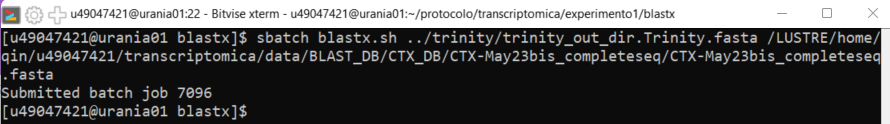 u49047421@urania01:22 - Bitvise xterm - u49047421@urania01:~/protocolo/transcriptomica/experimento1/blastx
[u49047421@urania01 blastx]$ sbatch blastx.sh ../trinity/trinity_out_dir.Trinity.fasta /LUSTRE/home/
qin/u49047421/transcriptomica/data/BLAST_DB/CTX_DB/CTX-May23bis_completeseq/CTX-May23bis_completeseq
.fasta
Submitted batch job 7096
[u49047421@urania01 blastx]$